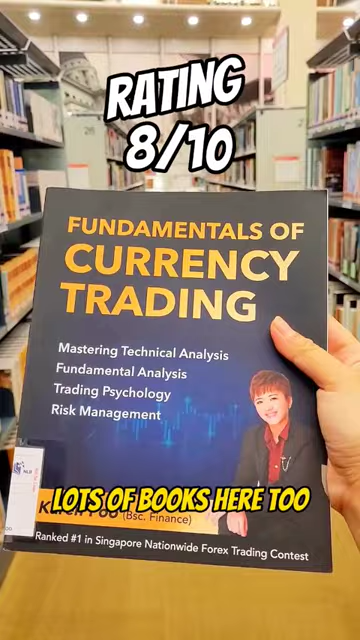 RATING
8/10
FUNDAMENTALS OF
CURRENCY
TRADING
Mastering Technical Analysis
Fundamental Analysis
Trading Psychology
Risk Management
LOTS OF BOOKS HERE TOO
(Bsc. Finance)
Ranked #1 in Singapore Nationwide Forex Trading Contest
NLB